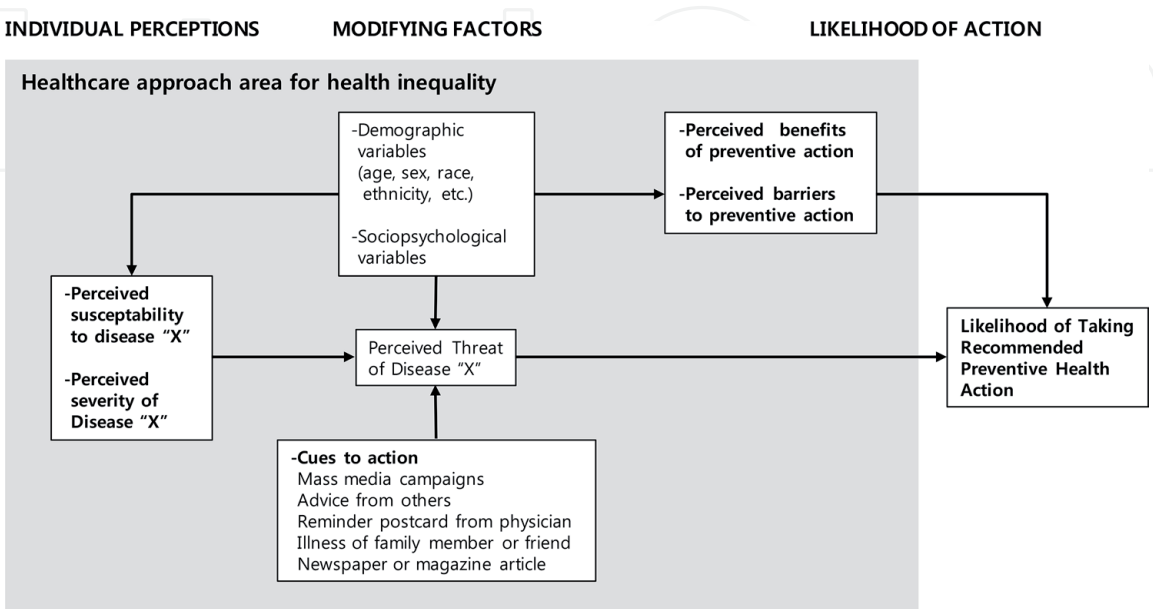 INDIVIDUAL PERCEPTIONS
MODIFYING FACTORS
LIKELIHOOD OF ACTION
Healthcare approach area for health inequality
-Demographic
variables
(age, sex, race,
ethnicity, etc.)
-Sociopsychological
variables
-Perceived benefits
of preventive action
-Perceived barriers
to preventive action
-Perceived
susceptability
to disease “X”
-Perceived
severity of
Disease “X”
Perceived Threat
of Disease “X”
Likelihood of Taking
Recommended
Preventive Health
Action
-Cues to action
Mass media campaigns
Advice from others
Reminder postcard from physician
Illness of family member or friend
Newspaper or magazine article